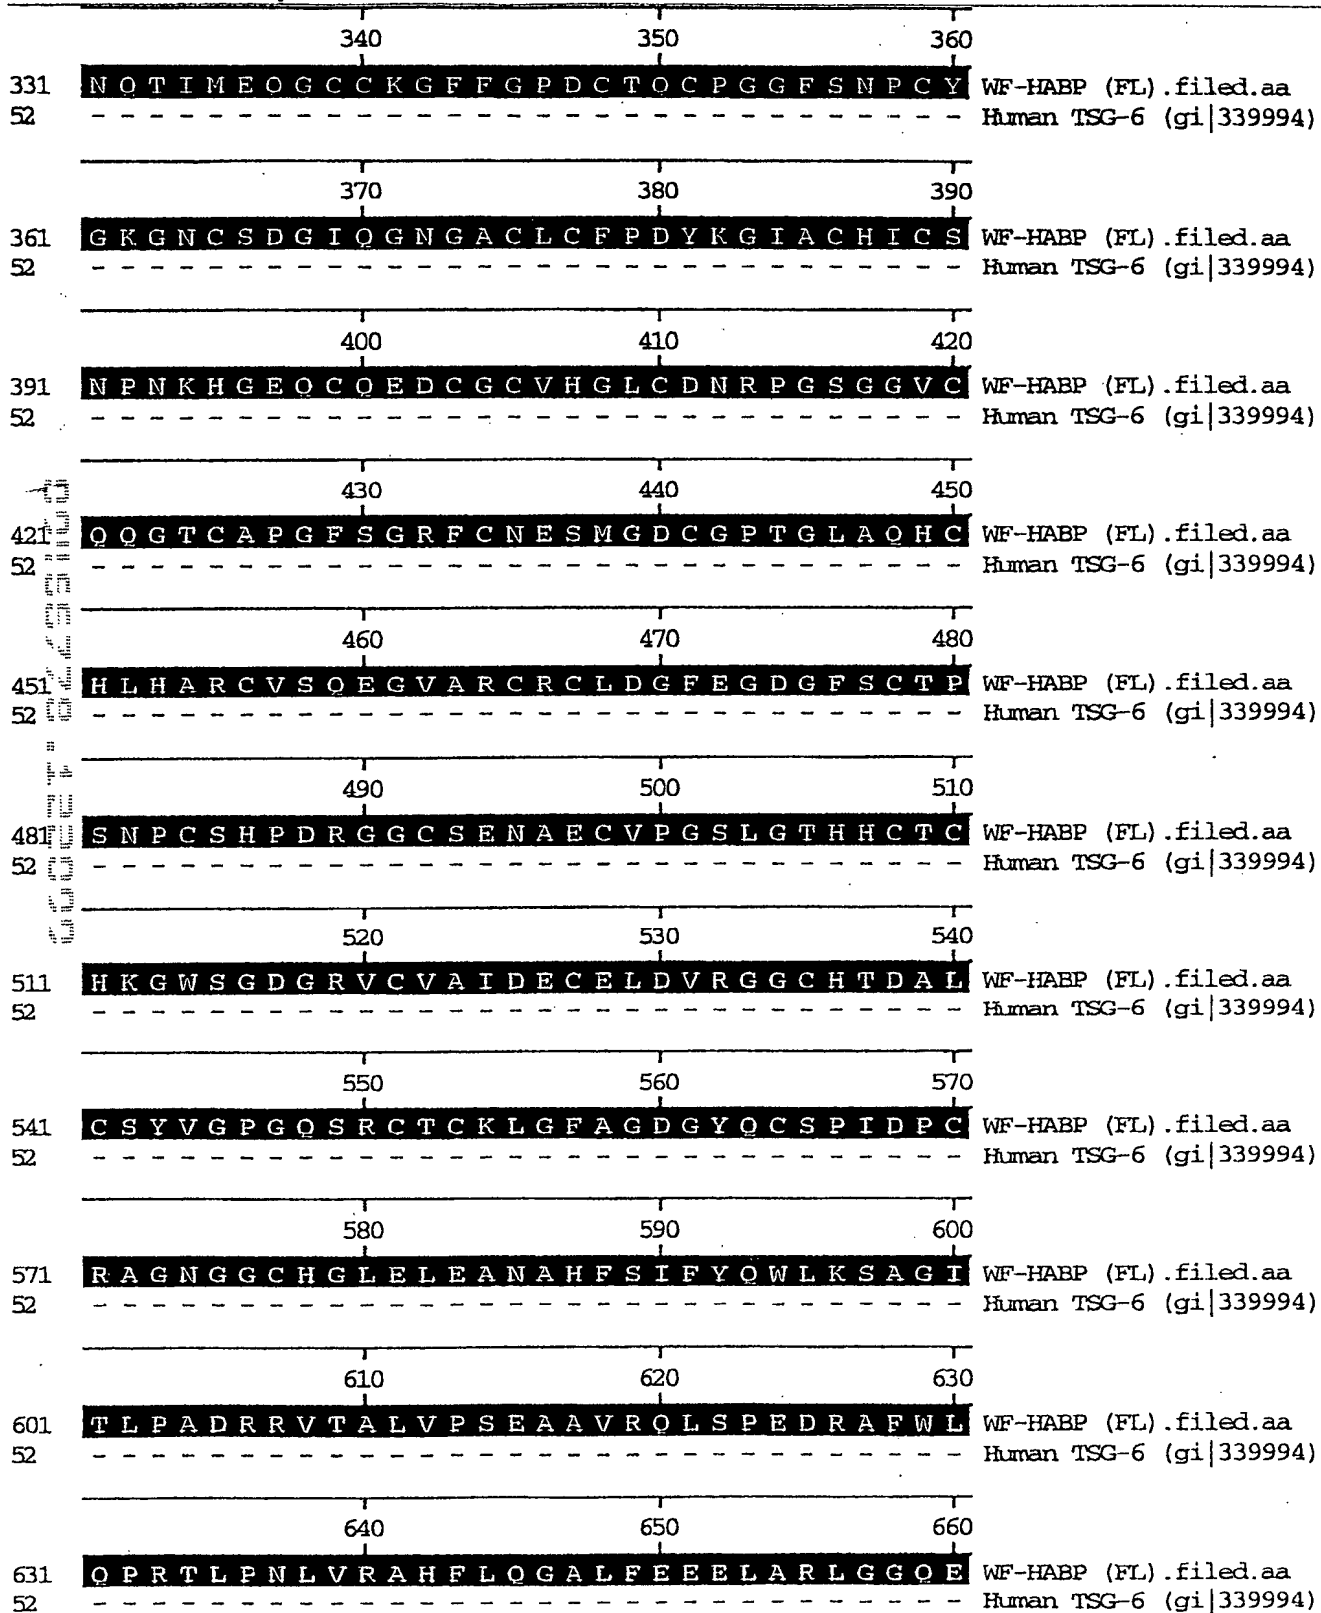 340 350 360
331 N Q T I M E Q G C C K G F F G P D C T Q C P G G F S N P C Y WF-HABP (FL).filed.aa
52 - - - - - - - - - - - - - - - - - - - - - - - - - - - - - - Human TSG-6 (gi|339994)
370 380 390
361 G K G N C S D G I Q G N G A C L C F P D Y K G I A C H I C S WF-HABP (FL).filed.aa
52 - - - - - - - - - - - - - - - - - - - - - - - - - - - - - - Human TSG-6 (gi|339994)
400 410 420
391 N P N K H G E Q C Q E D C G C V H G L C D N R P G S G G V C WF-HABP (FL).filed.aa
52 - - - - - - - - - - - - - - - - - - - - - - - - - - - - - - Human TSG-6 (gi|339994)
430 440 450
421 Q Q G T C A P G F S G R F C N E S M G D C G P T G L A Q H C WF-HABP (FL).filed.aa
52 - - - - - - - - - - - - - - - - - - - - - - - - - - - - - - Human TSG-6 (gi|339994)
460 470 480
451 H L H A R C V S Q E G V A R C R C L D G F E G D G F S C T P WF-HABP (FL).filed.aa
52 - - - - - - - - - - - - - - - - - - - - - - - - - - - - - - Human TSG-6 (gi|339994)
490 500 510
481 S N P C S H P D R G G C S E N A E C V P G S L G T H H C T C WF-HABP (FL).filed.aa
52 - - - - - - - - - - - - - - - - - - - - - - - - - - - - - - Human TSG-6 (gi|339994)
520 530 540
511 H K G W S G D G R V C V A I D E C E L D V R G G C H T D A L WF-HABP (FL).filed.aa
52 - - - - - - - - - - - - - - - - - - - - - - - - - - - - - - Human TSG-6 (gi|339994)
550 560 570
541 C S Y V G P G Q S R C T C K L G F A G D G Y Q C S P I D P C WF-HABP (FL).filed.aa
52 - - - - - - - - - - - - - - - - - - - - - - - - - - - - - - Human TSG-6 (gi|339994)
580 590 600
571 R A G N G G C H G L E L E A N A H F S I F Y Q W L K S A G I WF-HABP (FL).filed.aa
52 - - - - - - - - - - - - - - - - - - - - - - - - - - - - - - Human TSG-6 (gi|339994)
610 620 630
601 T L P A D R R V T A L V P S E A A V R Q L S P E D R A F W L WF-HABP (FL).filed.aa
52 - - - - - - - - - - - - - - - - - - - - - - - - - - - - - - Human TSG-6 (gi|339994)
640 650 660
631 Q P R T L P N L V R A H F L Q G A L F E E E L A R L G G Q E WF-HABP (FL).filed.aa
52 - - - - - - - - - - - - - - - - - - - - - - - - - - - - - - Human TSG-6 (gi|339994)